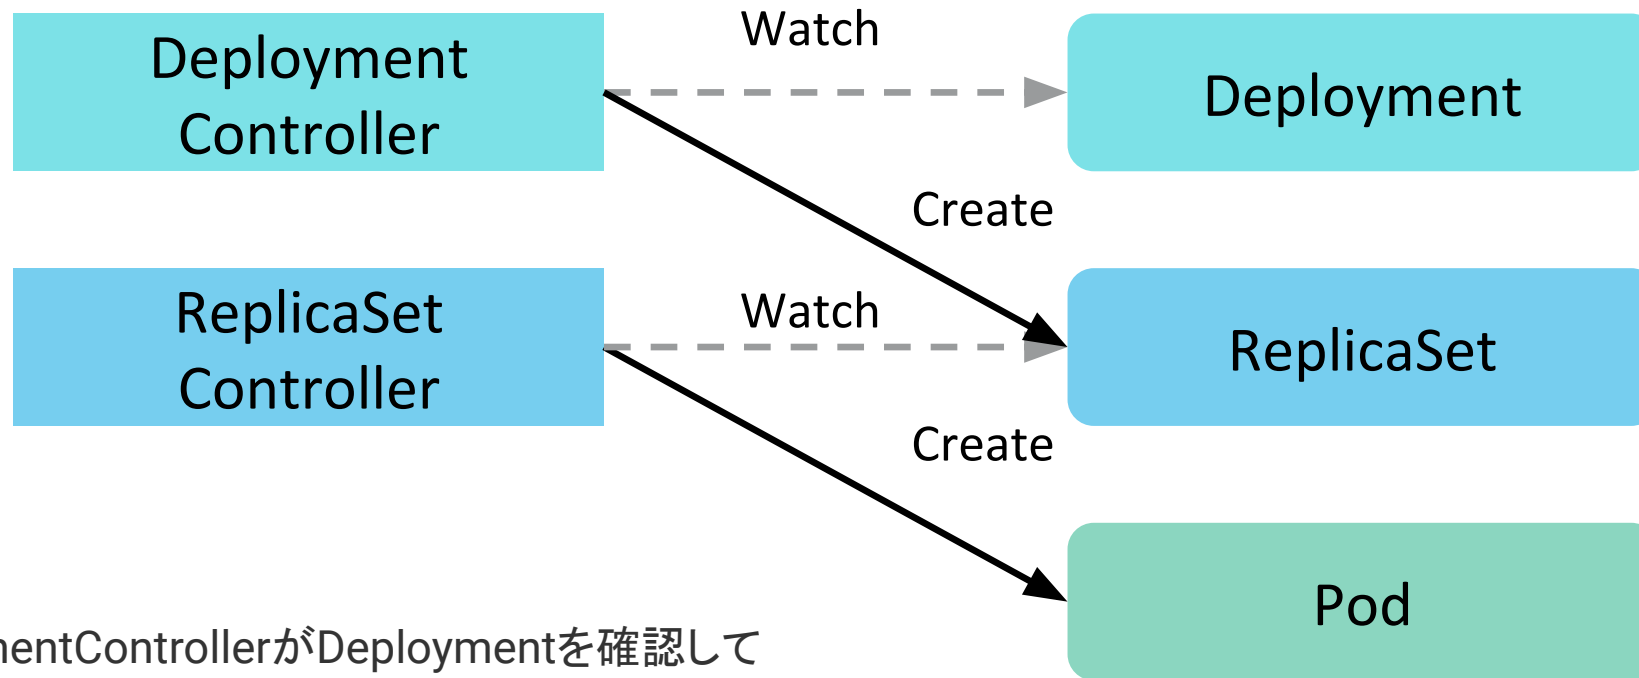 Deployment
Controller
Watch
Deployment
Create
ReplicaSet
Controller
Watch
ReplicaSet
Create
Pod
mentControllerがDeploymentを確認して